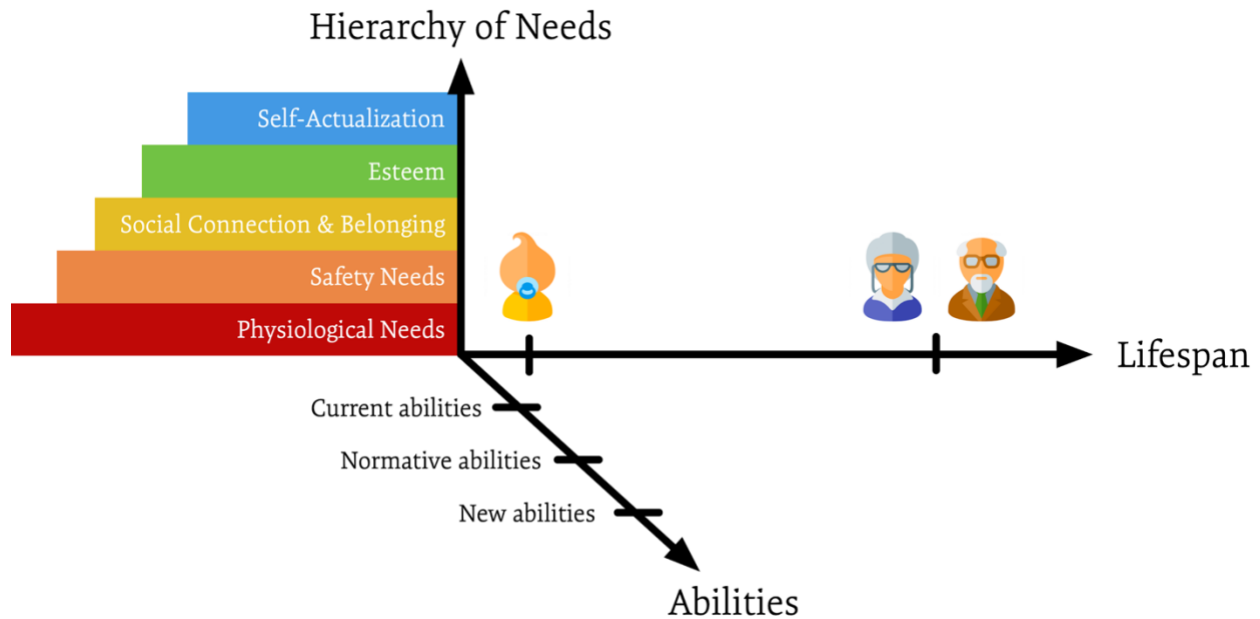 Hierarchy of Needs
Self-Actualization
Esteem
Social Connection & Belonging
Safety Needs
Physiological Needs
Lifespan
Current abilities
Normative abilities
New abilities
Abilities